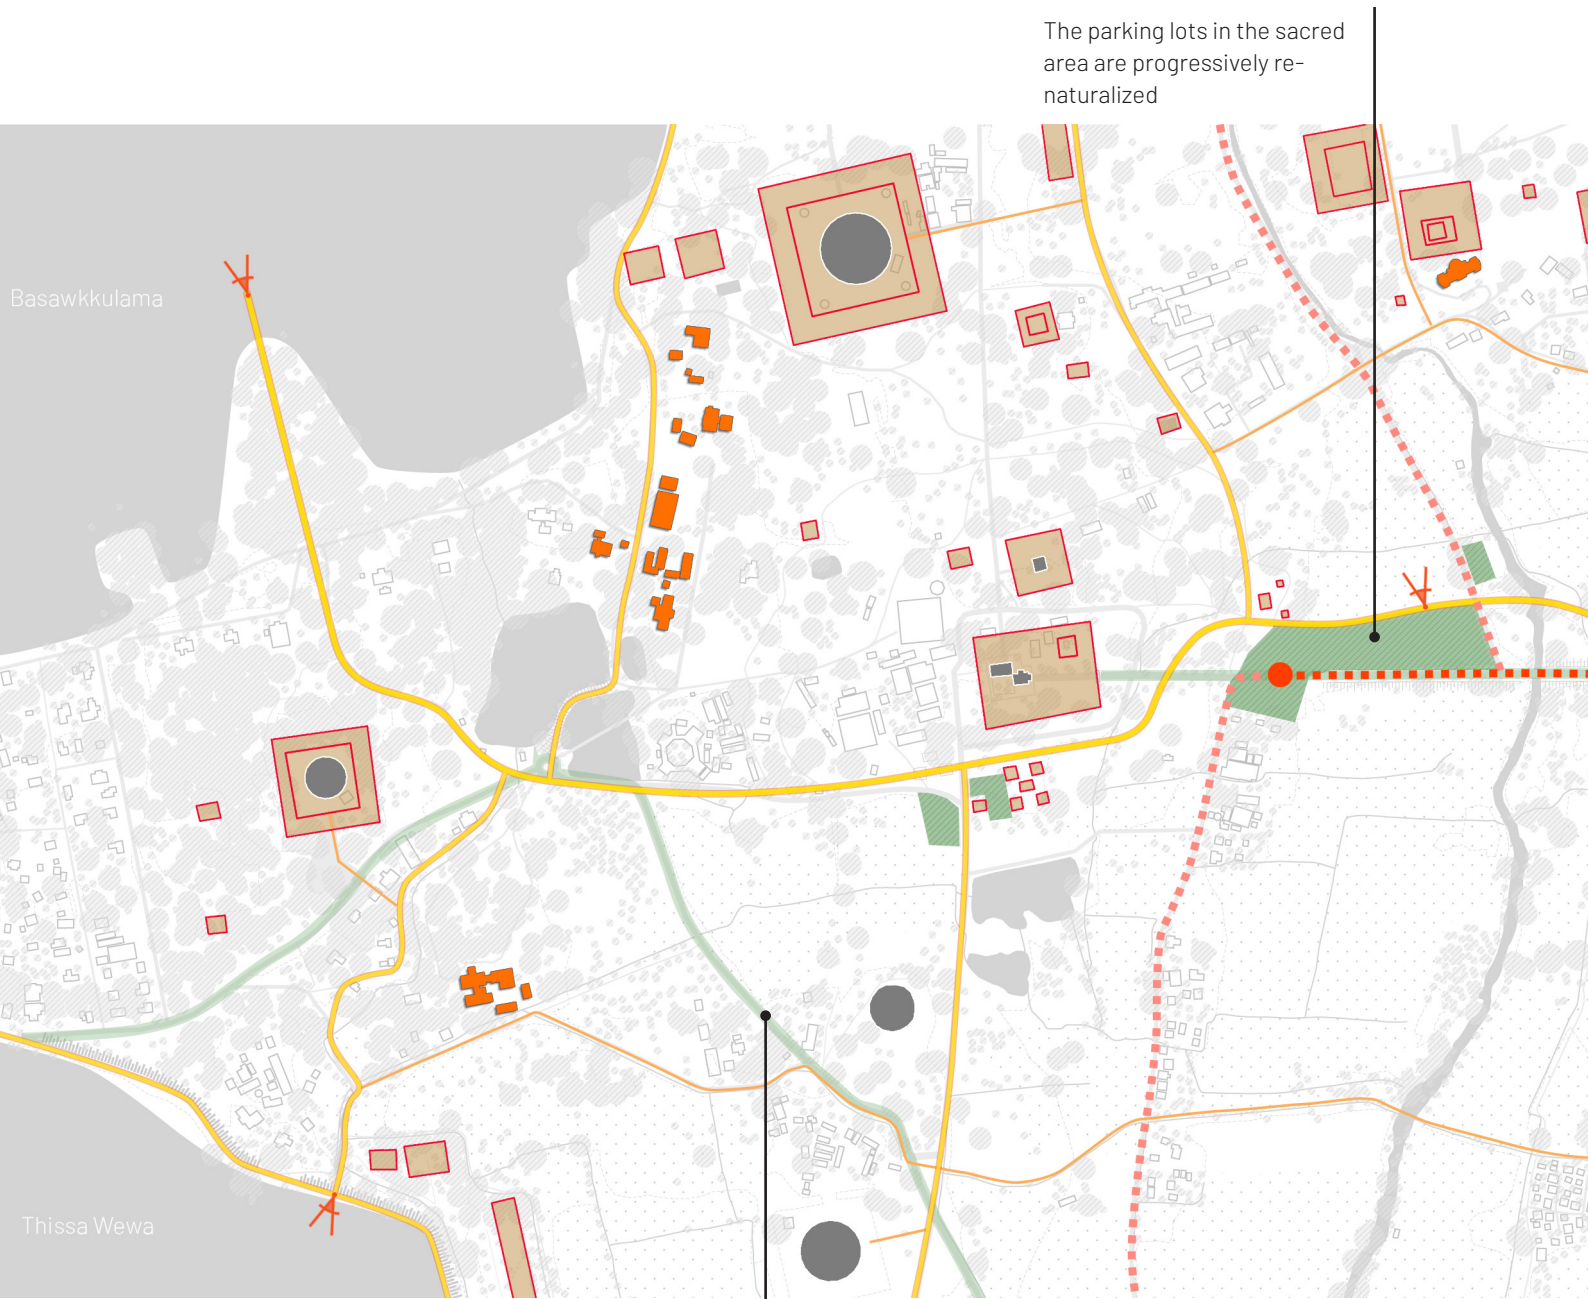 The parking lots in the sacred
area are progressively re-
naturalized
Basawkkulama
Thissa Wewa